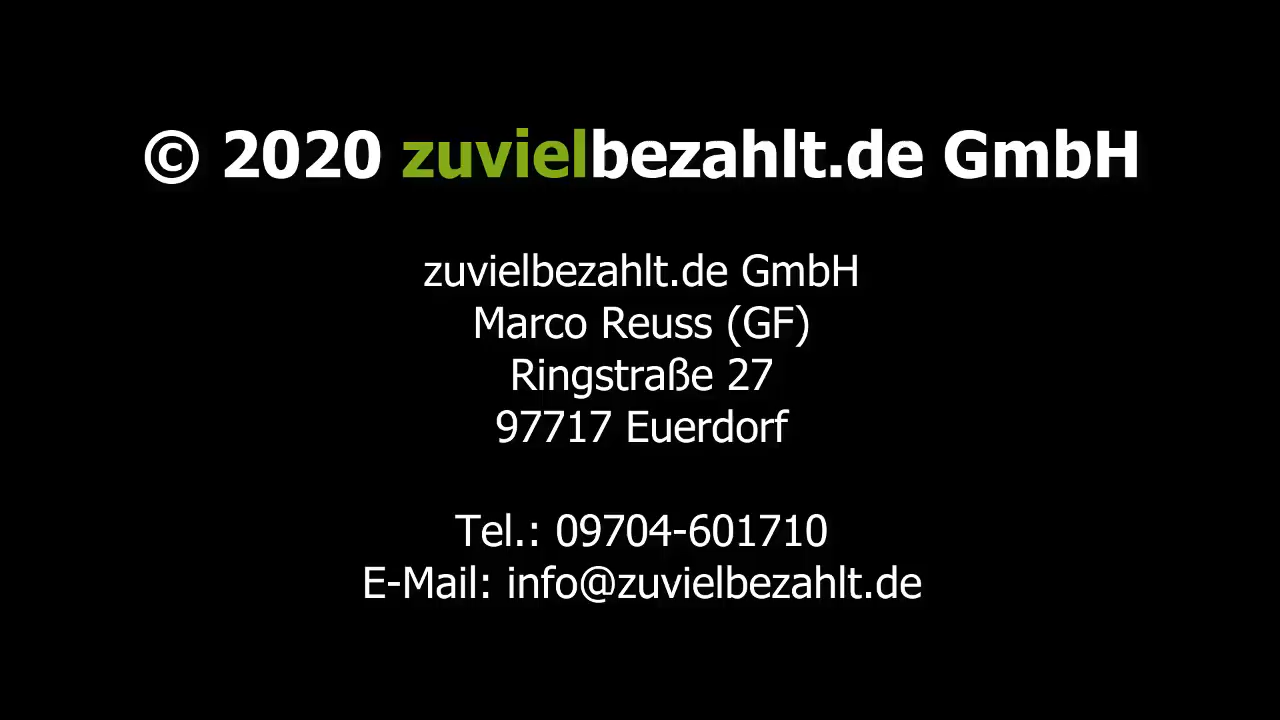 © 2020 zuvielbezahlt.de GmbH
zuvielbezahlt.de GmbH
Marco Reuss (GF)
Ringstraße 27
97717 Euerdorf
Tel.: 09704-601710
E-Mail: info@zuvielbezahlt.de